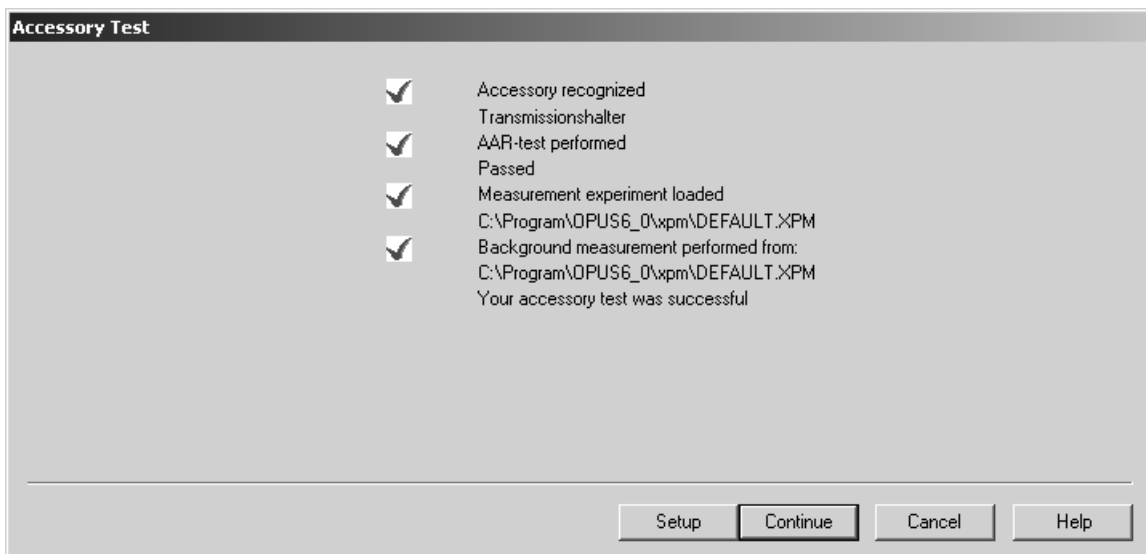 Accessory Test
Accessory recognized
Transmissionshalter
AAR-test performed
Passed
Measurement experiment loaded
C:\Program\OPUS6_0\xpm\DEFAULT.XPM
Background measurement performed from:
C:\Program\OPUS6_0\xpm\DEFAULT.XPM
Your accessory test was successful
Setup Continue Cancel Help